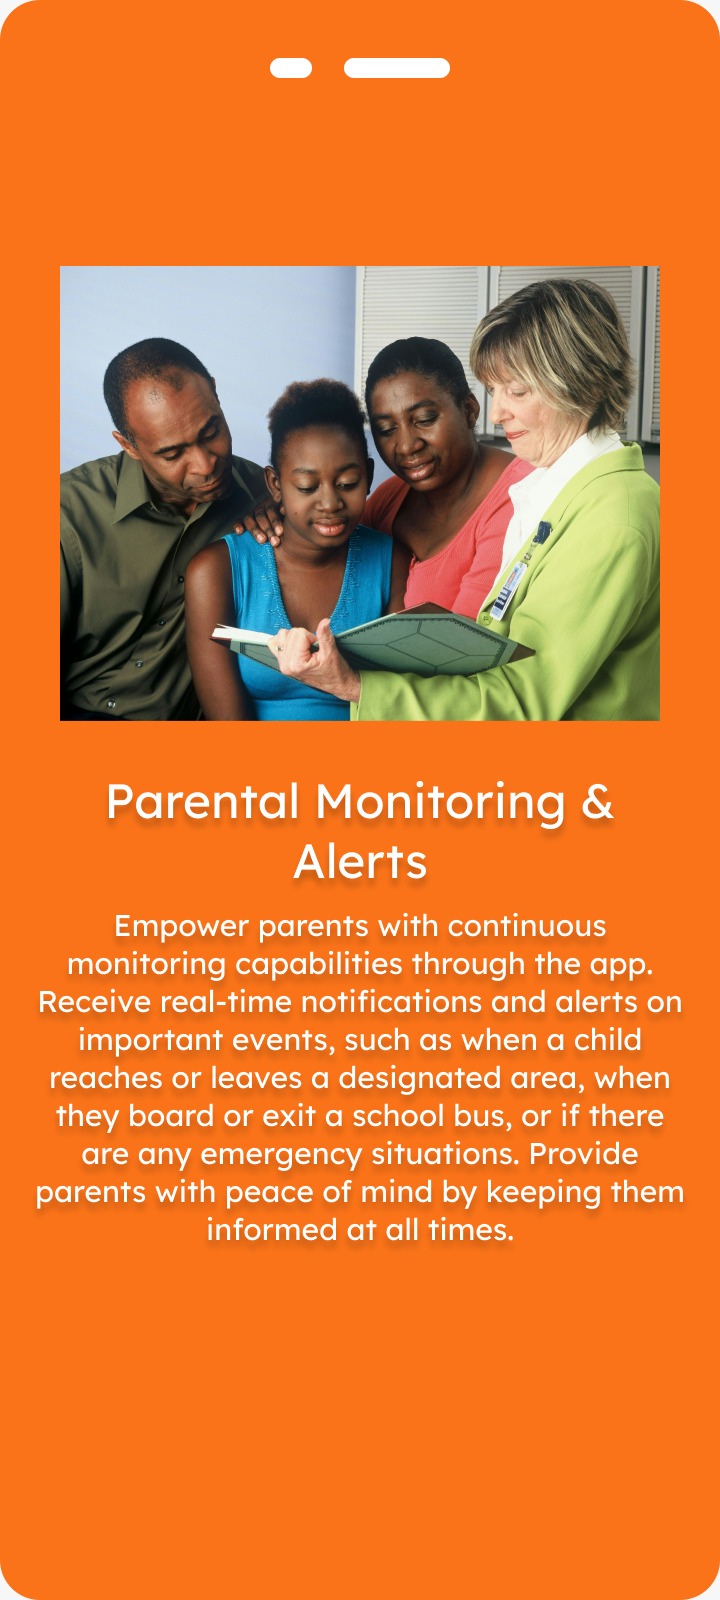 Parental Monitoring &
Alerts
Empower parents with continuous
monitoring capabilities through the app.
Receive real-time notifications and alerts on
important events, such as when a child
reaches or leaves a designated area, when
they board or exit a school bus, or if there
are any emergency situations. Provide
parents with peace of mind by keeping them
informed at all times.